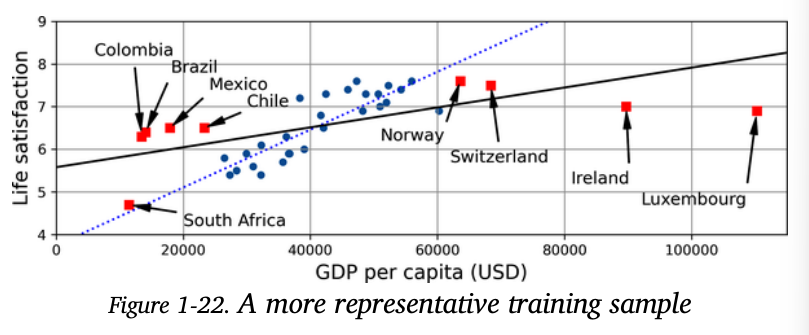 9
8
7
6
5
4
Life satisfaction
Colombia
Brazil
Mexico
Chile
Norway
Switzerland
Ireland
Luxembourg
South Africa
0 20000 40000 60000 80000 100000
GDP per capita (USD)
Figure 1-22. A more representative training sample